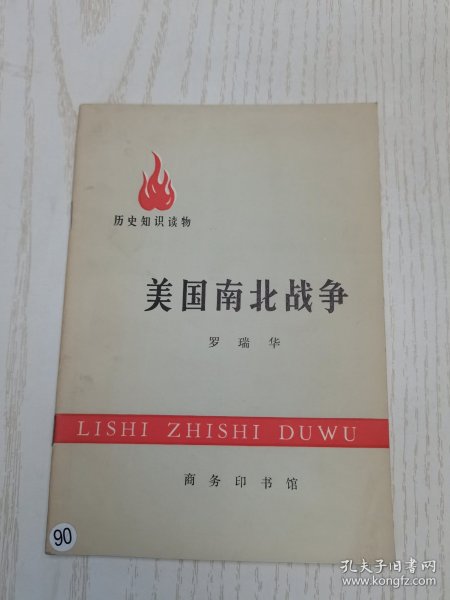 历史知识读物
美国南北战争
罗瑞华
LISHI ZHISHI DUWU
商务印书馆
90
孔夫子旧书网
www.kongfz.com